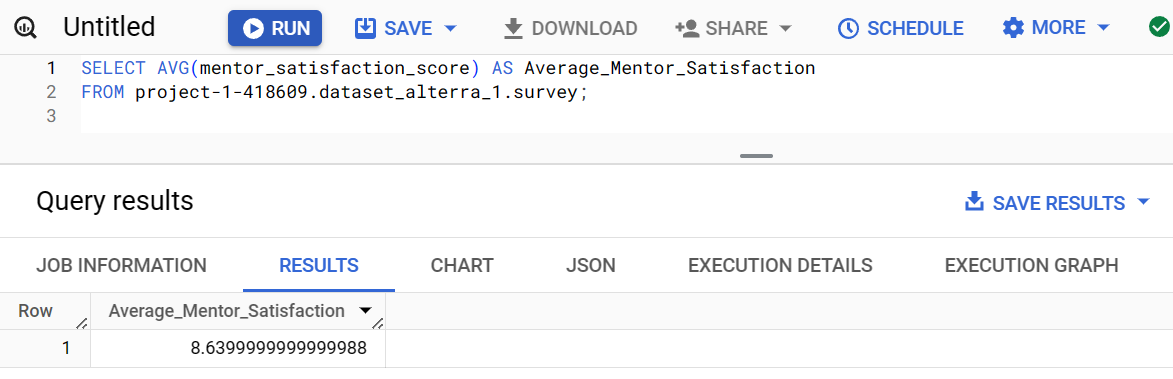 Untitled RUN SAVE DOWNLOAD SHARE SCHEDULE MORE
1 SELECT AVG(mentor_satisfaction_score) AS Average_Mentor_Satisfaction
2 FROM project-1-418609.dataset_alterra_1.survey;
3
Query results SAVE RESULTS
JOB INFORMATION RESULTS CHART JSON EXECUTION DETAILS EXECUTION GRAPH
Row Average_Mentor_Satisfaction
1 8.6399999999999988